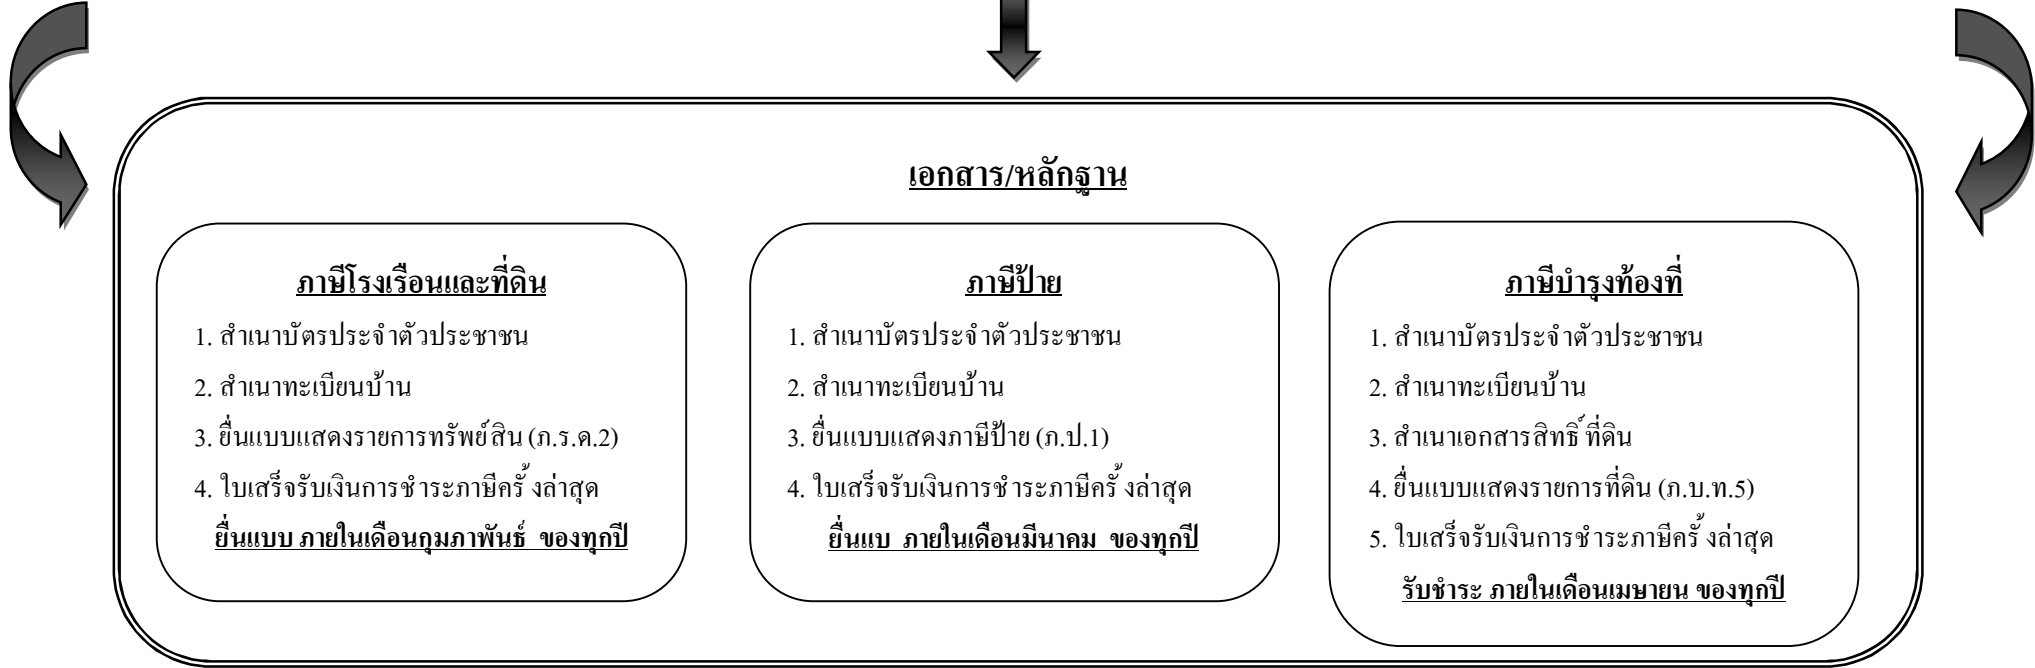 เอกสาร/หลักฐาน
ภาษีโรงเรือนและที่ดิน
1. สำเนาบัตรประจำตัวประชาชน
2. สำเนาทะเบียนบ้าน
3. ยื่นแบบแสดงรายการทรัพย์สิน (ภ.ร.ด.2)
4. ใบเสร็จรับเงินการชำระภาษีครั้งล่าสุด
ยื่นแบบ ภายในเดือนกุมภาพันธ์ ของทุกปี
ภาษีป้าย
1. สำเนาบัตรประจำตัวประชาชน
2. สำเนาทะเบียนบ้าน
3. ยื่นแบบแสดงภาษีป้าย (ภ.ป.1)
4. ใบเสร็จรับเงินการชำระภาษีครั้งล่าสุด
ยื่นแบ ภายในเดือนมีนาคม ของทุกปี
ภาษีบำรุงท้องที่
1. สำเนาบัตรประจำตัวประชาชน
2. สำเนาทะเบียนบ้าน
3. สำเนาเอกสารสิทธิ์ที่ดิน
4. ยื่นแบบแสดงรายการที่ดิน (ภ.บ.ท.5)
5. ใบเสร็จรับเงินการชำระภาษีครั้งล่าสุด
รับชำระ ภายในเดือนเมษายน ของทุกปี